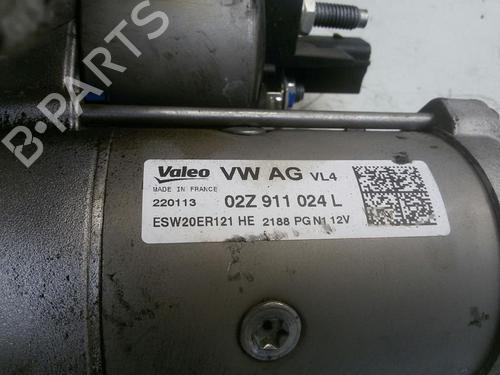 B-PARTS
Valeo VW AG VL4
MADE IN FRANCE
220113 02Z 911 024 L
ESW20ER121 HE 2188 PG N1 12V